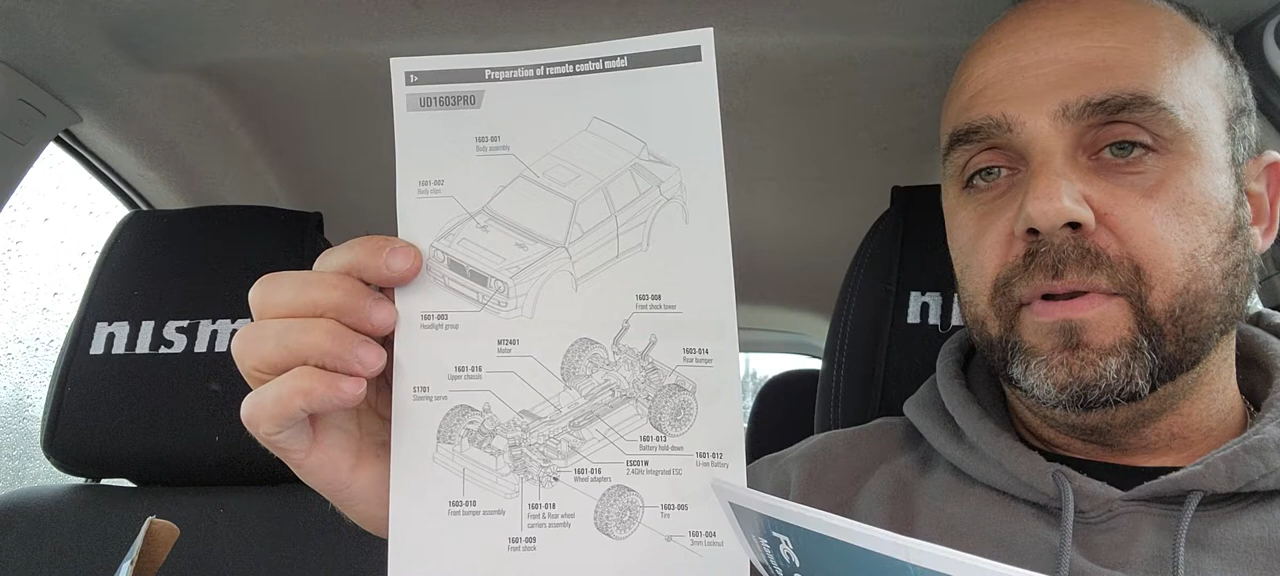 1>
Preparation of remote control model
UD1603PRO
1603-001
Body assembly
1601-002
Body clips
1601-003
Headlight group
1603-008
Front shock tower
MT2401
Motor
1603-014
Rear bumper
1601-016
Upper chassis
S1701
Steering servo
1601-013
Battery hold-down
1601-012
Li-ion Battery
ESC01W
2.4GHz Integrated ESC
1601-016
Wheel adapters
1603-010
Front bumper assembly
1601-018
Front & Rear wheel
carriers assembly
1603-005
Tire
1601-009
Front shock
1601-004
3mm Locknut
nism
ni